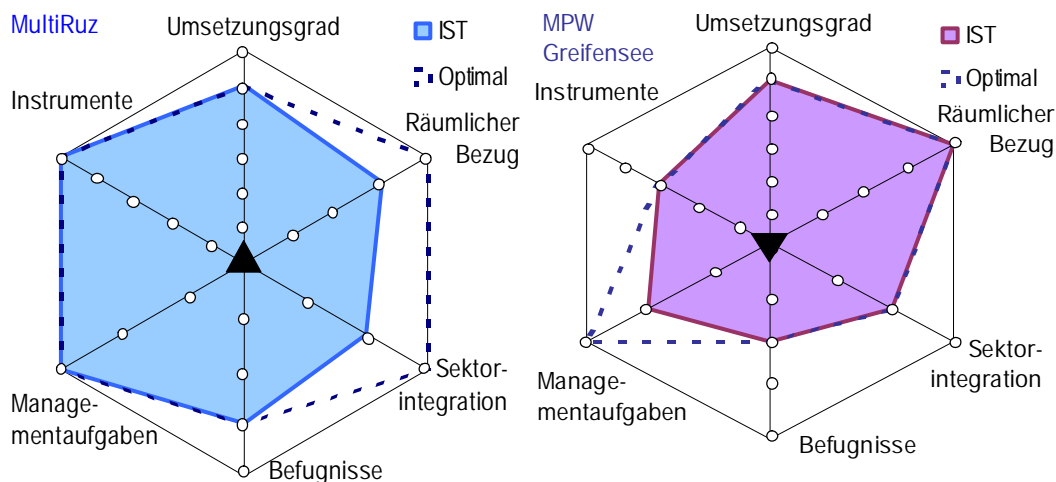 MultiRuz
Umsetzungsgrad
IST
Optimal
Instrumente
Räumlicher
Bezug
Sektor-
integration
Manage-
mentaufgaben
Befugnisse
MPW
Greifensee
Umsetzungsgrad
IST
Optimal
Instrumente
Räumlicher
Bezug
Sektor-
integration
Manage-
mentaufgaben
Befugnisse